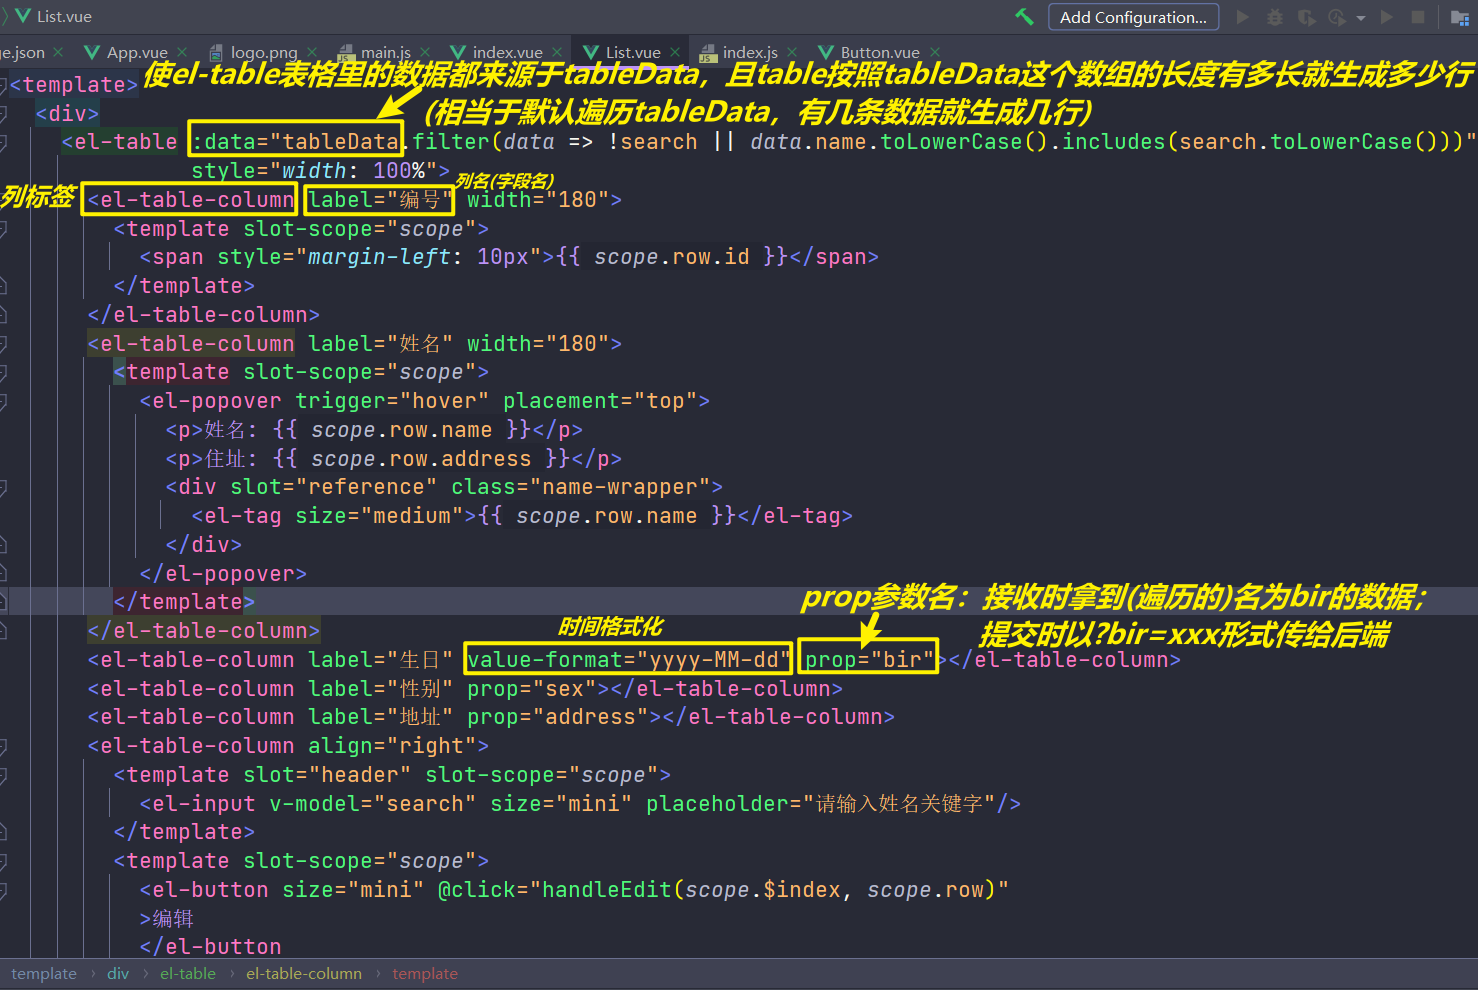 List.vue
Add Configuration...
ge.json
App.vue
logo.png
main.js
index.vue
List.vue
index.js
Button.vue
<template>
使el-table表格里的数据都来源于tableData，且table按照tableData这个数组的长度有多长就生成多少行
<div>
(相当于默认遍历tableData，有几条数据就生成几行)
<el-table :data="tableData.filter(data => !search || data.name.toLowerCase().includes(search.toLowerCase()))"
style="width: 100%">
列标签
列名(字段名)
<el-table-column label="编号" width="180">
<template slot-scope="scope">
<span style="margin-left: 10px">{{ scope.row.id }}</span>
</template>
</el-table-column>
<el-table-column label="姓名" width="180">
<template slot-scope="scope">
<el-popover trigger="hover" placement="top">
<p>姓名: {{ scope.row.name }}</p>
<p>住址: {{ scope.row.address }}</p>
<div slot="reference" class="name-wrapper">
<el-tag size="medium">{{ scope.row.name }}</el-tag>
</div>
</el-popover>
</template>
prop参数名：接收时拿到(遍历的)名为bir的数据；
提交时以?bir=xxx形式传给后端
</el-table-column>
时间格式化
<el-table-column label="生日" value-format="yyyy-MM-dd" prop="bir"></el-table-column>
<el-table-column label="性别" prop="sex"></el-table-column>
<el-table-column label="地址" prop="address"></el-table-column>
<el-table-column align="right">
<template slot="header" slot-scope="scope">
<el-input v-model="search" size="mini" placeholder="请输入姓名关键字"/>
</template>
<template slot-scope="scope">
<el-button size="mini" @click="handleEdit(scope.$index, scope.row)"
>编辑
</el-button
template › div › el-table › el-table-column › template